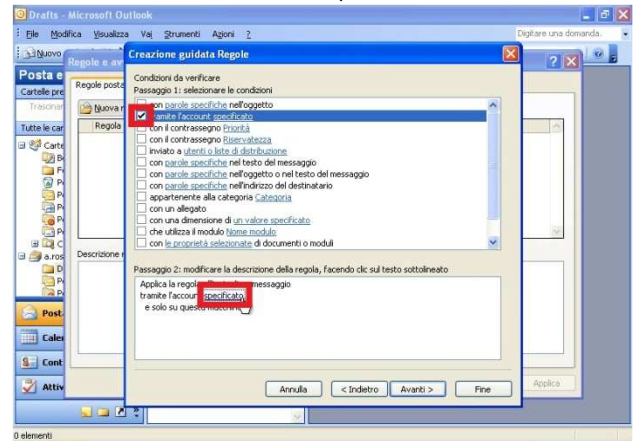 Drafts - Microsoft Outlook
File Modifica Visualizza Vai Strumenti Azioni ?
Digitare una domanda.
Nuovo
Regole e av
Creazione guidata Regole
Posta e
Cartelle pre
Trascinar
Tutte le car
Carte
a.ros
Post
Calen
Cont
Attiv
Regole posta
Nuova r
Regola
Descrizione r
Condizioni da verificare
Passaggio 1: selezionare le condizioni
con parole specifiche nell'oggetto
tramite l'account specificato
con il contrassegno Priorità
con il contrassegno Riservatezza
inviato a utenti o liste di distribuzione
con parole specifiche nel testo del messaggio
con parole specifiche nell'oggetto o nel testo del messaggio
con parole specifiche nell'indirizzo del destinatario
appartenente alla categoria Categoria
con un allegato
con una dimensione di un valore specificato
che utilizza il modulo Nome modulo
con le proprietà selezionate di documenti o moduli
Passaggio 2: modificare la descrizione della regola, facendo clic sul testo sottolineato
Applica la regola messaggio
tramite l'account specificato
e solo su questo
Annulla < Indietro Avanti > Fine
Applica
0 elementi